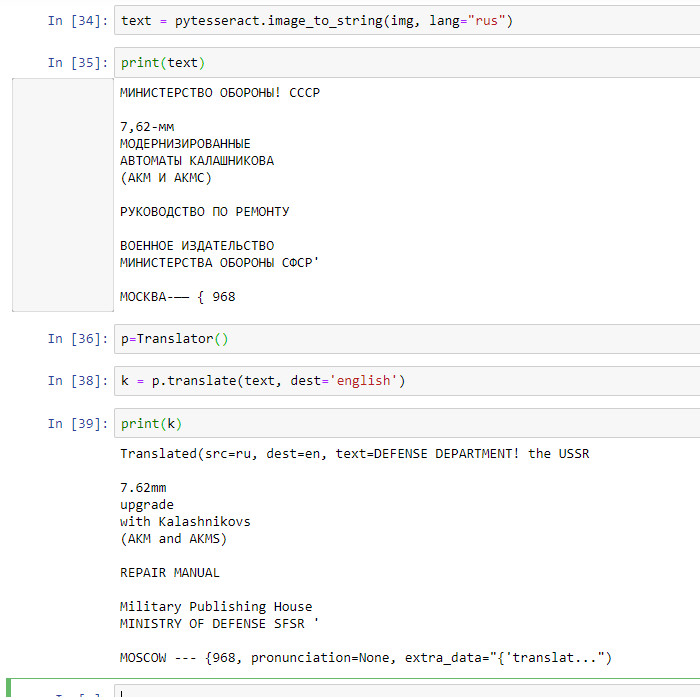 In [34]: text = pytesseract.image_to_string(img, lang="rus")
In [35]: print(text)
МИНИСТЕРСТВО ОБОРОНЫ! СССР
7,62-мм
МОДЕРНИЗИРОВАННЫЕ
АВТОМАТЫ КАЛАШНИКОВА
(АКМ И АКМС)
РУКОВОДСТВО ПО РЕМОНТУ
ВОЕННОЕ ИЗДАТЕЛЬСТВО
МИНИСТЕРСТВА ОБОРОНЫ СФСР'
МОСКВА-—— { 968
In [36]: p=Translator()
In [38]: k = p.translate(text, dest='english')
In [39]: print(k)
Translated(src=ru, dest=en, text=DEFENSE DEPARTMENT! the USSR
7.62mm
upgrade
with Kalashnikovs
(AKM and AKMS)
REPAIR MANUAL
Military Publishing House
MINISTRY OF DEFENSE SFSR '
MOSCOW --- {968, pronunciation=None, extra_data="{'translat...")